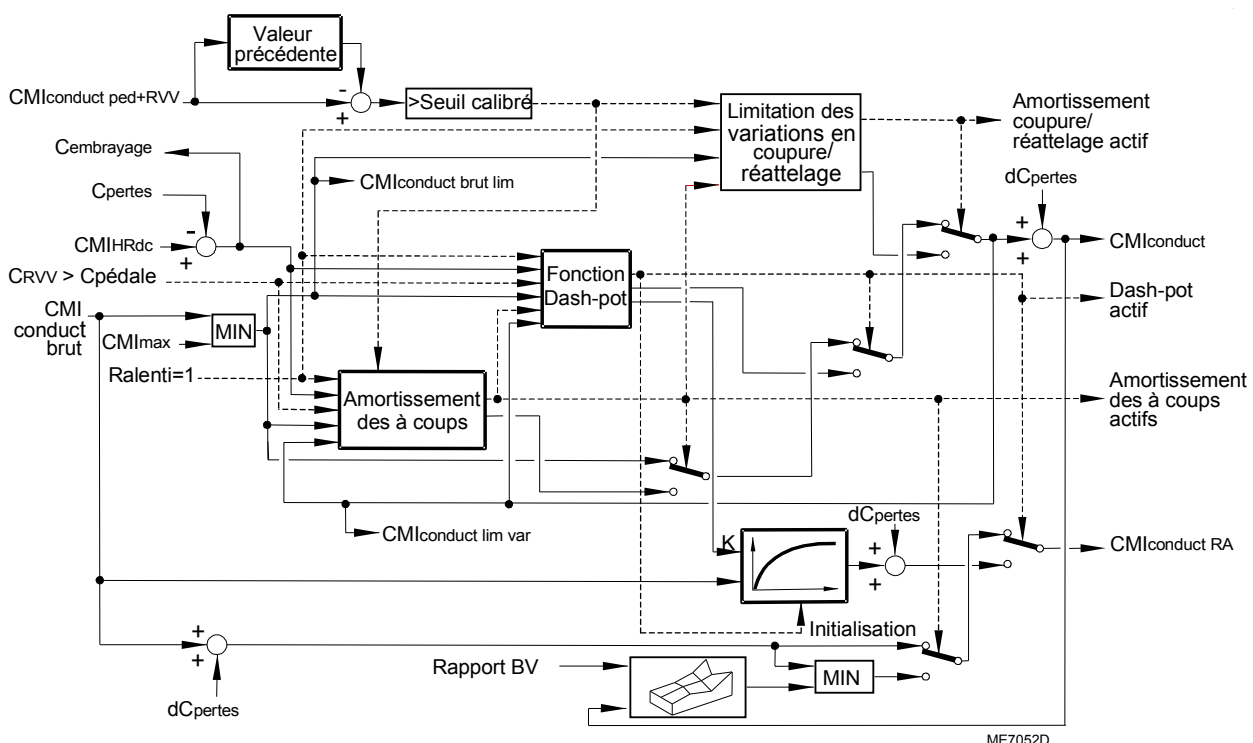 Valeur
précédente
CMIconduct ped+RVV
-
+
>Seuil calibré
Limitation des
variations en
coupure/
réattelage
Amortissement
coupure/
réattelage actif
Cembrayage
CMIconduct brut lim
Cpertes
-
CMIHRdc
+
dCpertes
+
+
CMIconduct
CRVV > Cpédale
Fonction
Dash-pot
Dash-pot
actif
CMI
conduct
brut
MIN
CMImax
Ralenti=1
Amortissement
des à coups
Amortissement
des à coups
actifs
CMIconduct lim var
dCpertes
K
+
+
CMIconduct RA
Initialisation
+
+
dCpertes
Rapport BV
MIN
ME7052D